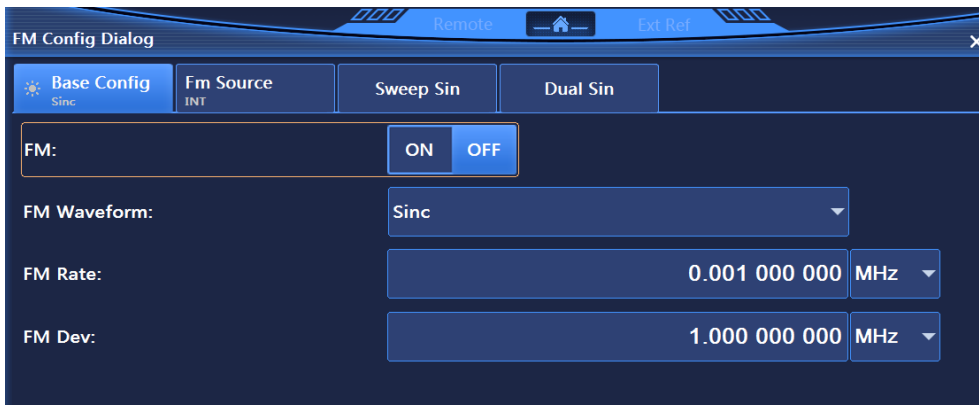 Remote Ext Ref
FM Config Dialog
Base Config Fm Source Sweep Sin Dual Sin
Sinc INT
FM: ON OFF
FM Waveform: Sinc
FM Rate: 0.001 000 000 MHz
FM Dev: 1.000 000 000 MHz